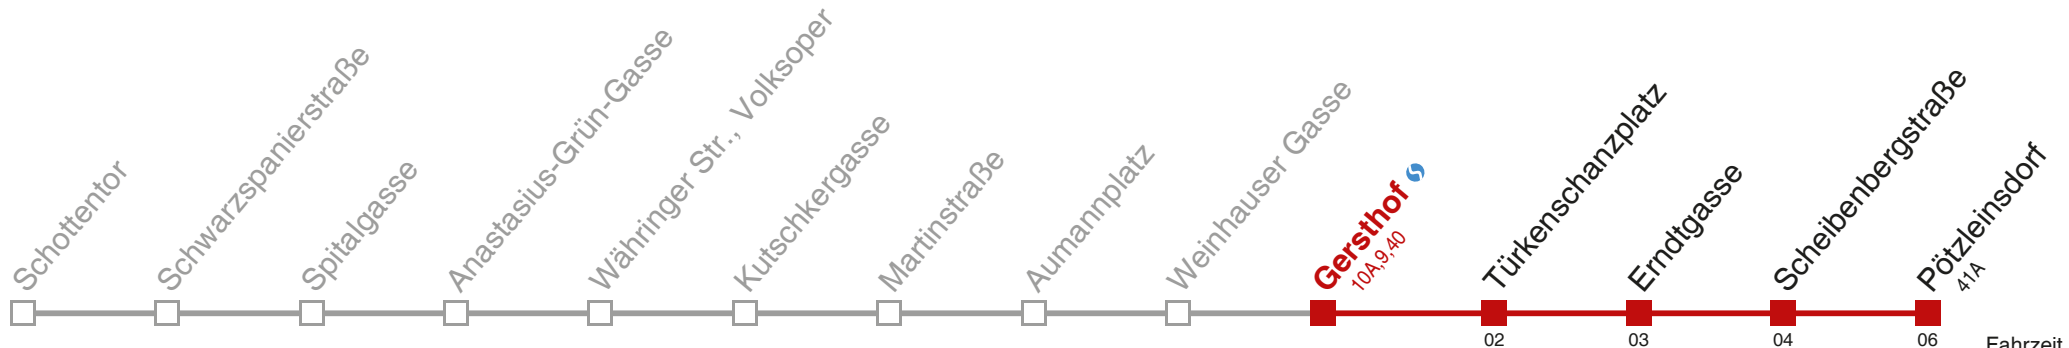 Schottentor
Schwarzspanierstraße
Spitalgasse
Anastasius-Grün-Gasse
Währinger Str., Volksoper
Kutschkergasse
Martinstraße
Aumannplatz
Weinhauser Gasse
Gersthof
10A,9,40
Türkenschanzplatz
Erndtgasse
Scheibenbergstraße
Pötzleinsdorf
41A
02
03
04
06
Fahrzeit